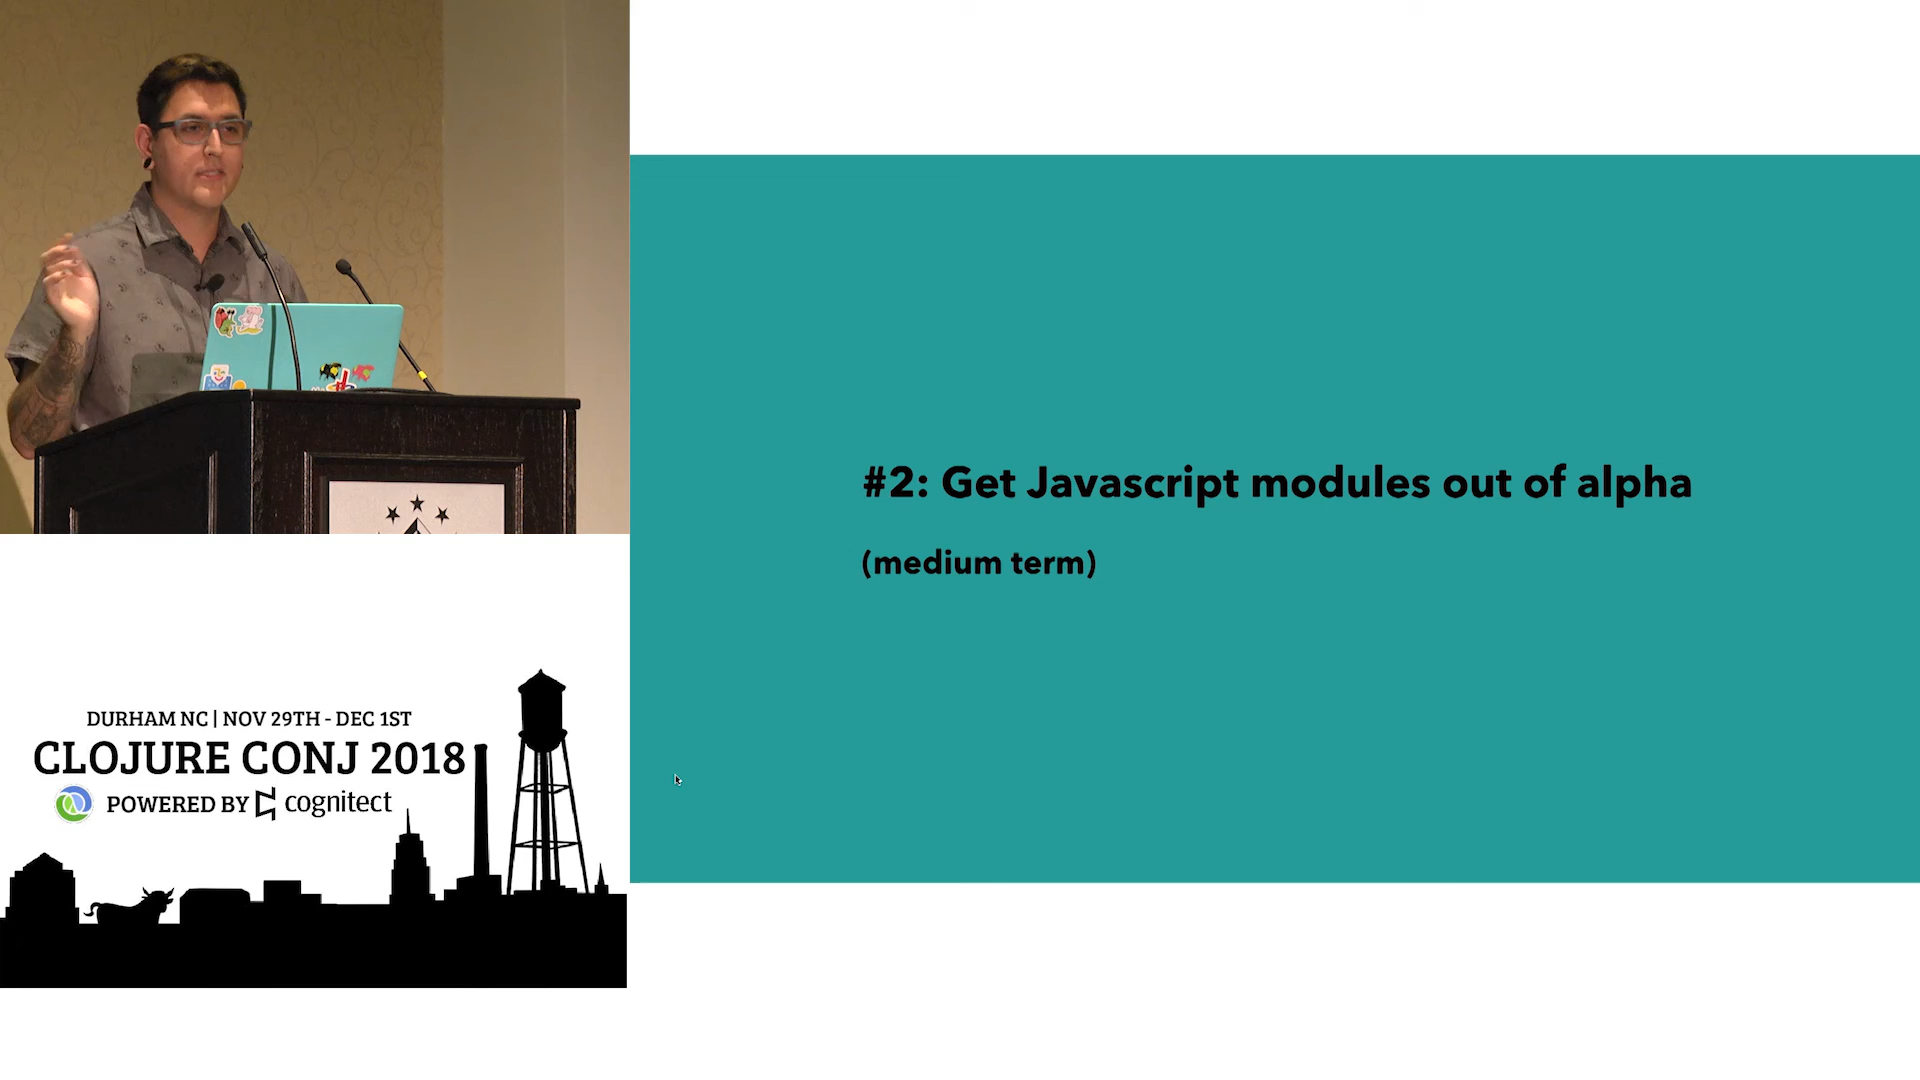 #2: Get Javascript modules out of alpha
(medium term)
DURHAM NC | NOV 29TH - DEC 1ST
CLOJURE CONJ 2018
POWERED BY cognitect